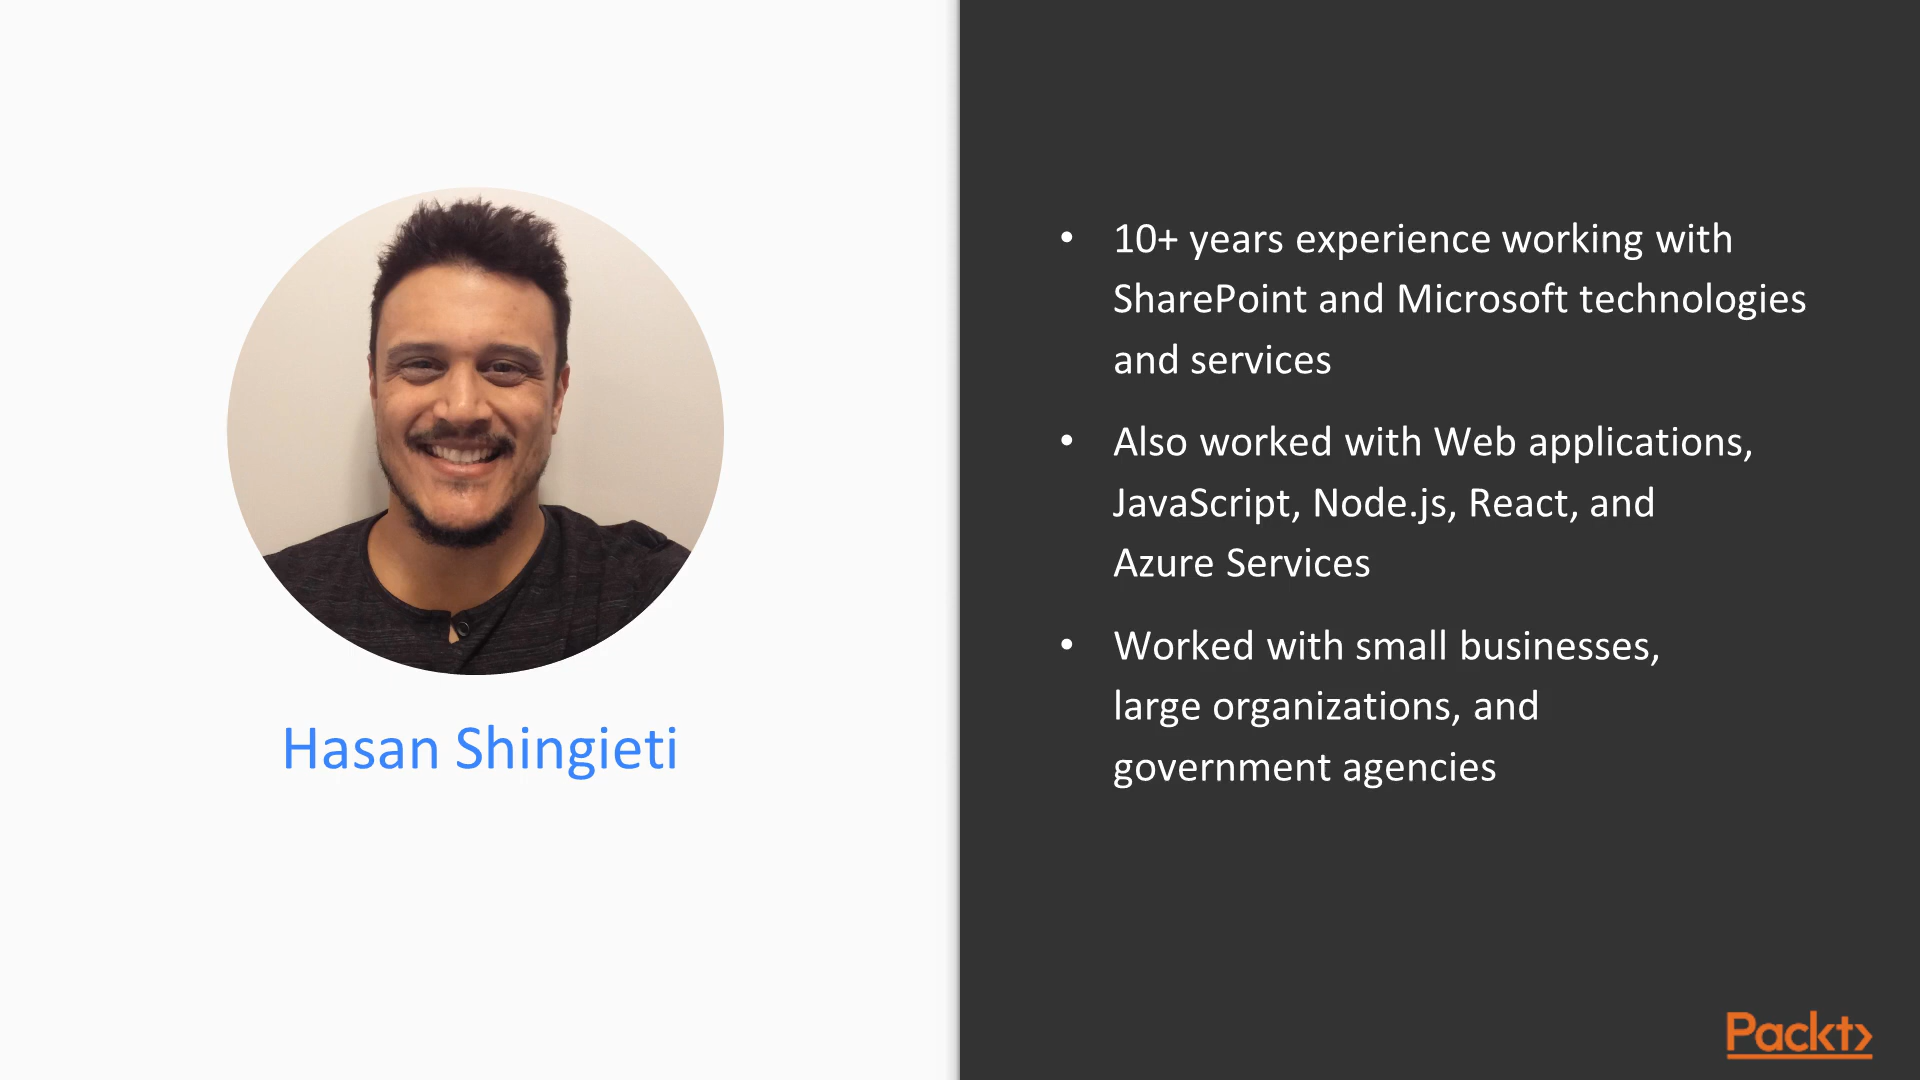 Hasan Shingieti
• 10+ years experience working with
SharePoint and Microsoft technologies
and services
• Also worked with Web applications,
JavaScript, Node.js, React, and
Azure Services
• Worked with small businesses,
large organizations, and
government agencies
Packt>